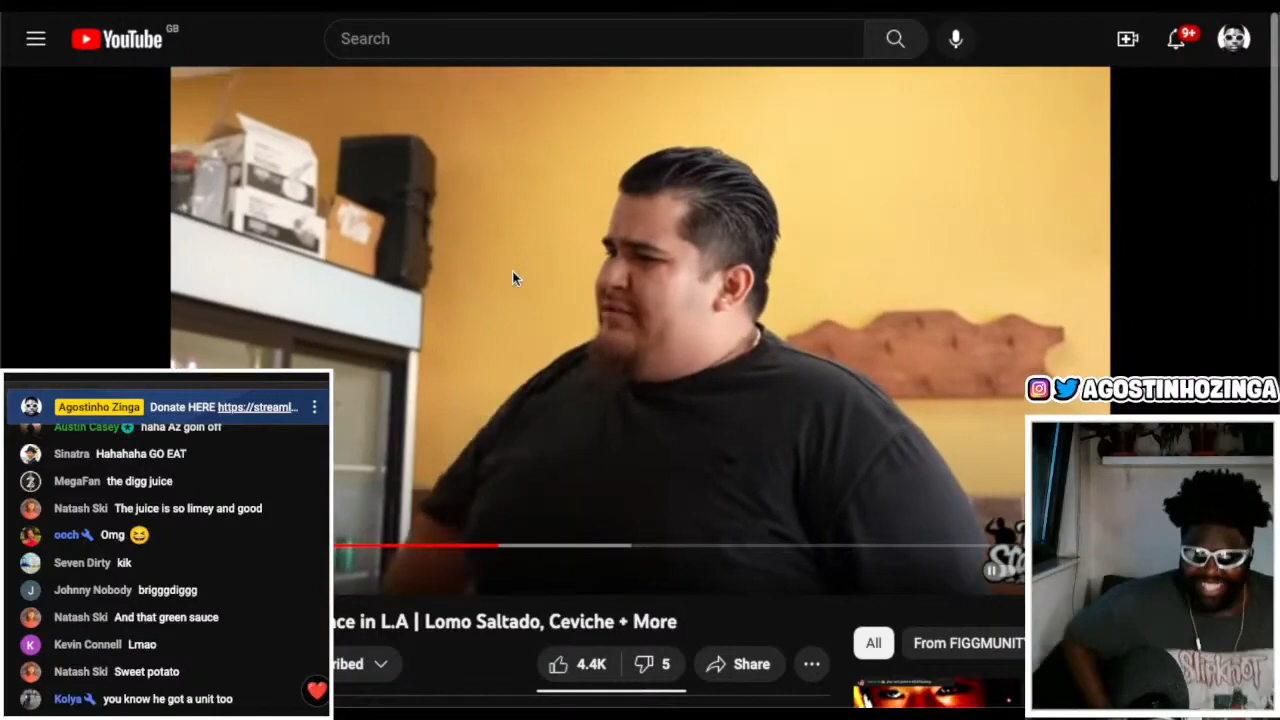 YouTube GB
Search
9+
AGOSTINHOZINGA
Agostinho Zinga Donate HERE https://streaml...
Austin Casey haha Az goin off
Sinatra Hahahaha GO EAT
MegaFan the digg juice
Natash Ski The juice is so limey and good
ooch Omg
Seven Dirty kik
J
Johnny Nobody brigggdiggg
Natash Ski And that green sauce
K
Kevin Connell Lmao
Natash Ski Sweet potato
Kolya you know he got a unit too
ce in L.A | Lomo Saltado, Ceviche + More
ribed
4.4K
5
Share
All
From FIGGMUNIT
SLIPKNOT